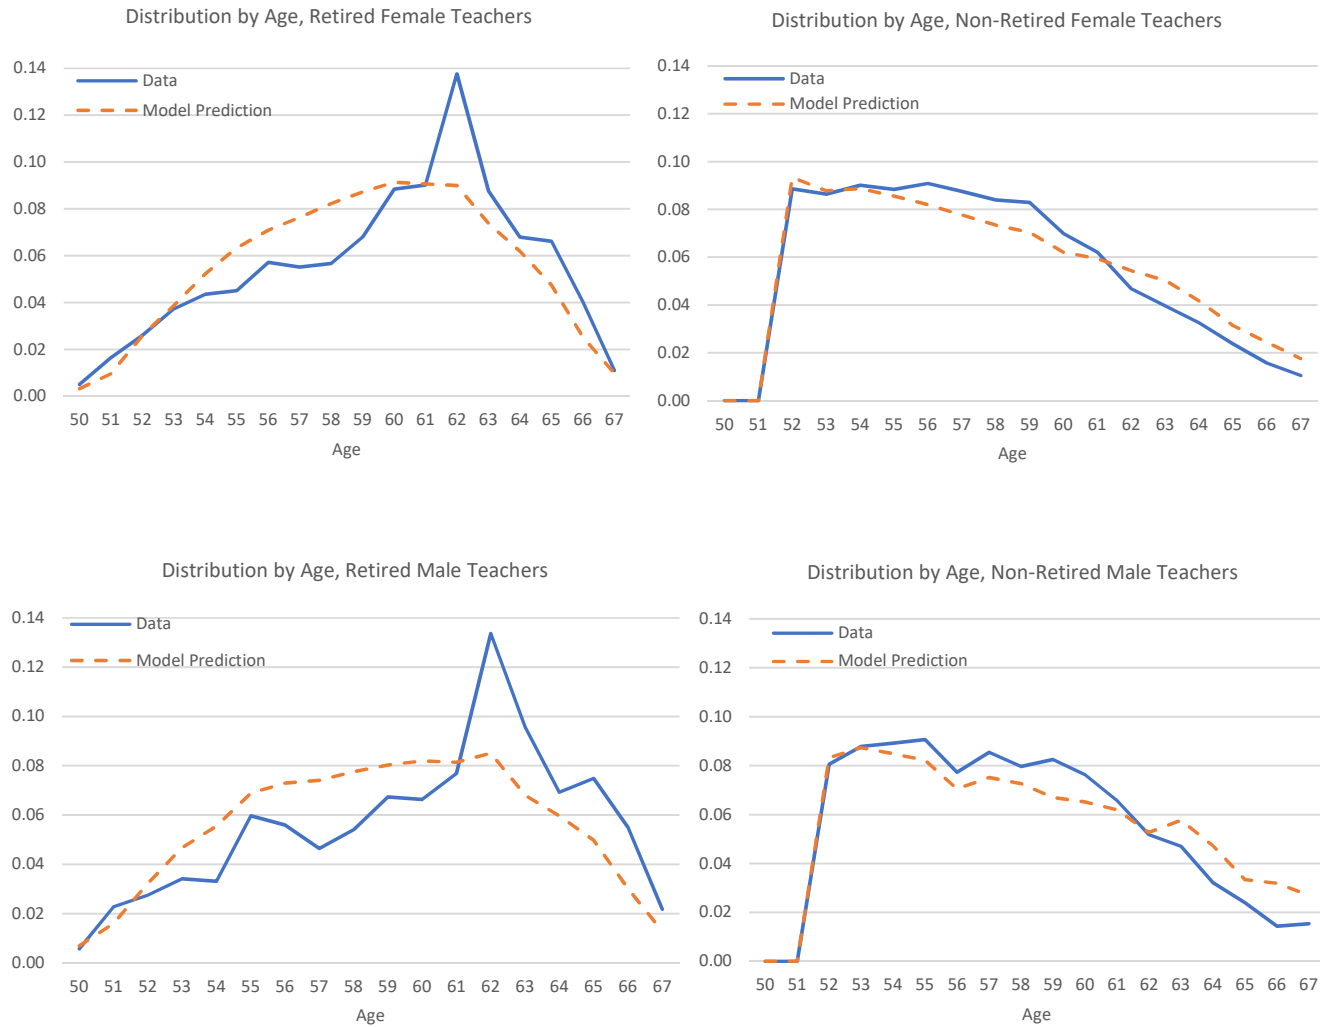 Distribution by Age, Retired Female Teachers
0.14
0.12
0.10
0.08
0.06
0.04
0.02
0.00
Data
Model Prediction
50 51 52 53 54 55 56 57 58 59 60 61 62 63 64 65 66 67
Age
Distribution by Age, Non-Retired Female Teachers
0.14
0.12
0.10
0.08
0.06
0.04
0.02
0.00
Data
Model Prediction
50 51 52 53 54 55 56 57 58 59 60 61 62 63 64 65 66 67
Age
Distribution by Age, Retired Male Teachers
0.14
0.12
0.10
0.08
0.06
0.04
0.02
0.00
Data
Model Prediction
50 51 52 53 54 55 56 57 58 59 60 61 62 63 64 65 66 67
Age
Distribution by Age, Non-Retired Male Teachers
0.14
0.12
0.10
0.08
0.06
0.04
0.02
0.00
Data
Model Prediction
50 51 52 53 54 55 56 57 58 59 60 61 62 63 64 65 66 67
Age